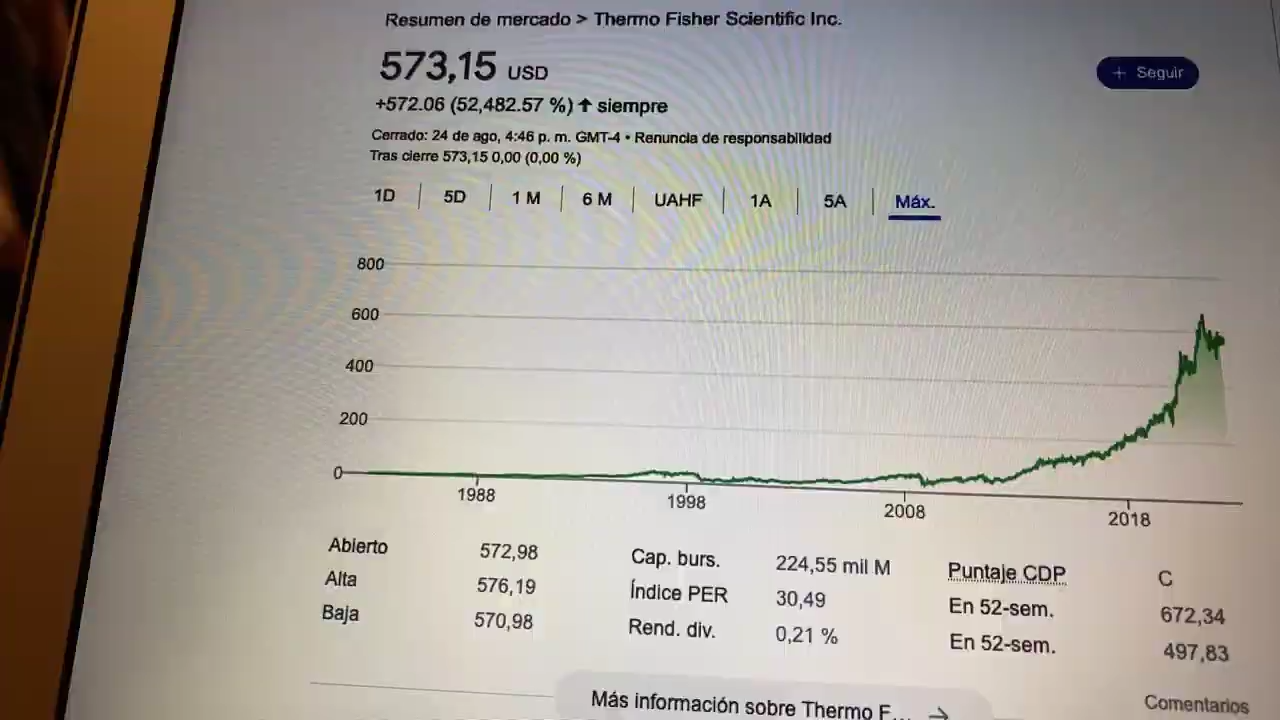 Resumen de mercado > Thermo Fisher Scientific Inc.
573,15 USD
+ Seguir
+572.06 (52,482.57 %) ↑ siempre
Cerrado: 24 de ago, 4:46 p. m. GMT-4 • Renuncia de responsabilidad
Tras cierre 573,15 0,00 (0,00 %)
1D 5D 1 M 6 M UAHF 1A 5A Máx.
800
600
400
200
0
1988 1998 2008 2018
Abierto 572,98 Cap. burs. 224,55 mil M Puntaje CDP C
Alta 576,19 Índice PER 30,49 En 52-sem. 672,34
Baja 570,98 Rend. div. 0,21 % En 52-sem. 497,83
Más información sobre Thermo F... →
Comentarios